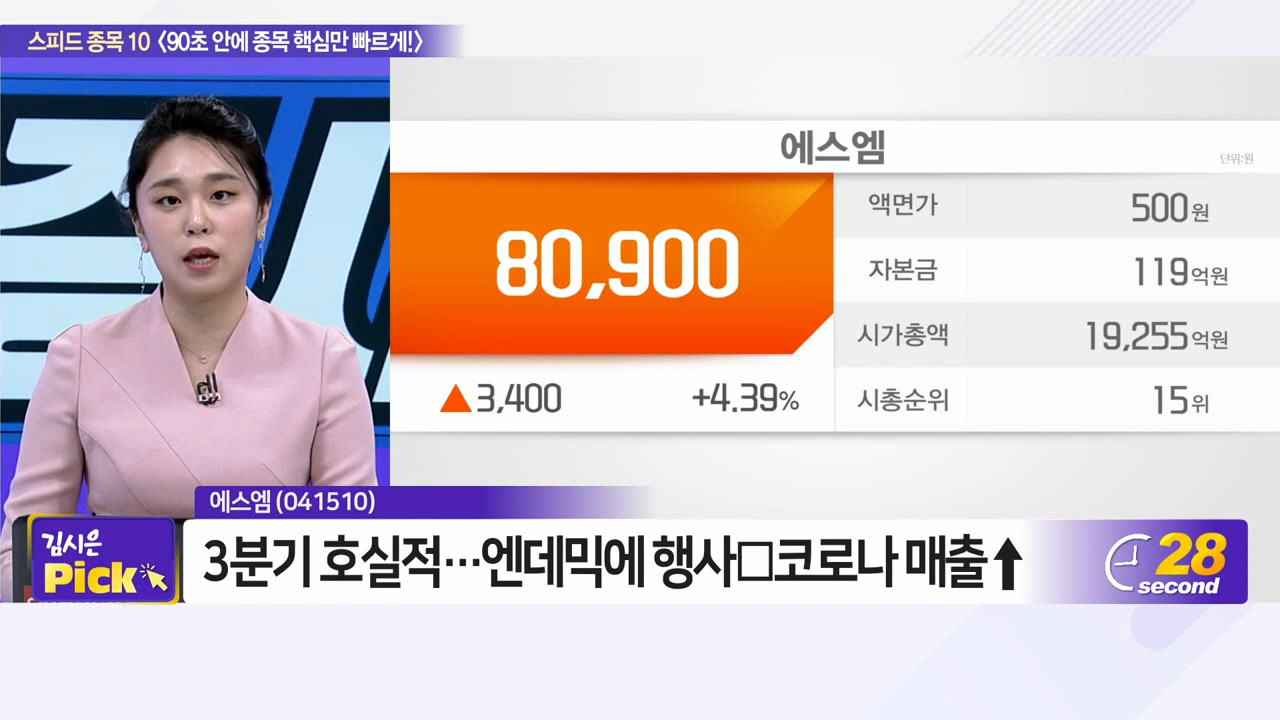 스피드 종목 10 〈90초 안에 종목 핵심만 빠르게!〉
에스엠
단위:원
80,900
▲3,400 +4.39%
액면가 500원
자본금 119억원
시가총액 19,255억원
시총순위 15위
에스엠 (041510)
김시은
Pick
3분기 호실적…엔데믹에 행사□코로나 매출↑
28
second